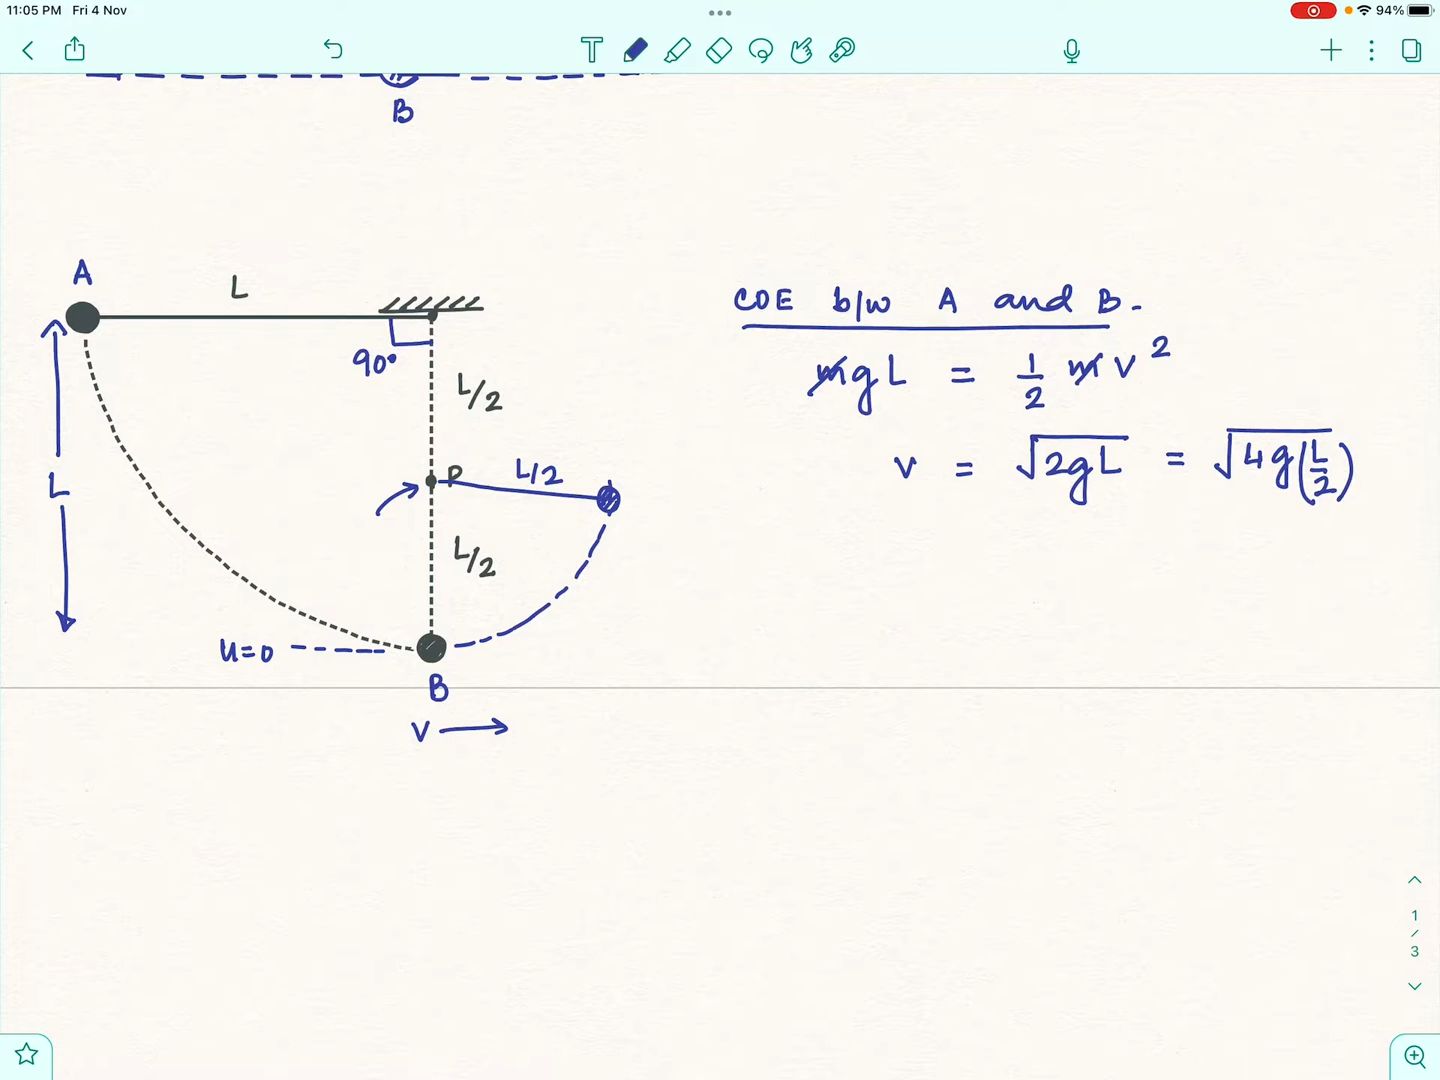 11:05 PM Fri 4 Nov
94%
T
B
A
L
90°
L/2
P
L/2
L
L/2
u=0
B
v
COE b/w A and B.
mgL = 1/2 mv²
v = √2gL = √4g(L/2)
1
/
3